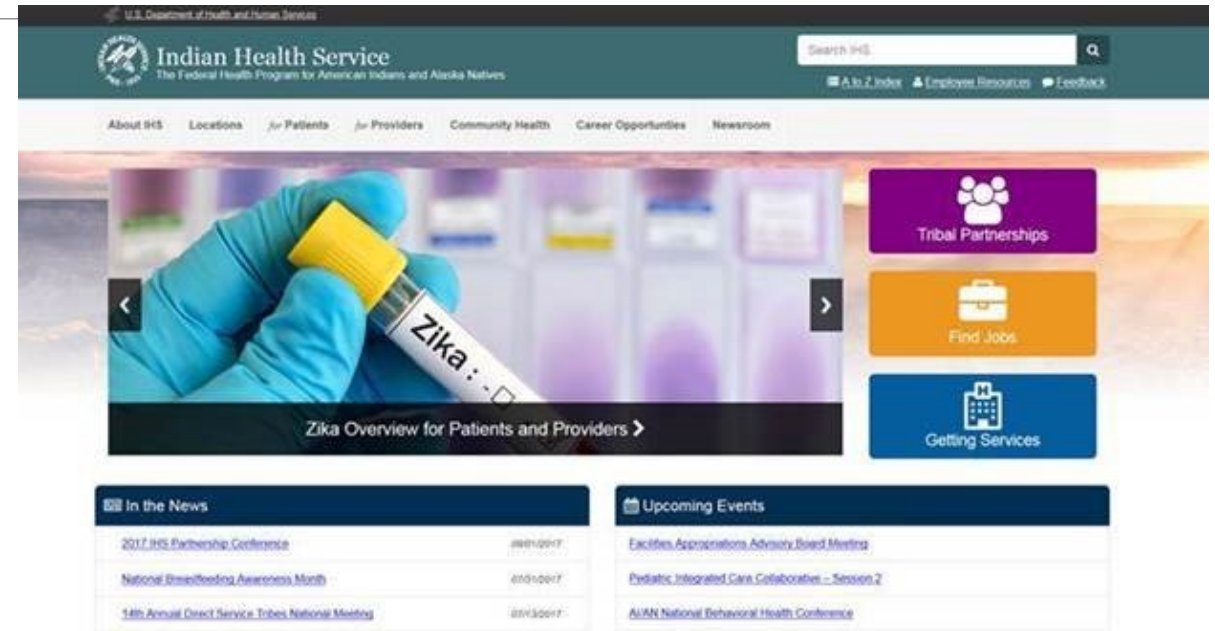 U.S. Department of Health and Human Services
Indian Health Service
The Federal Health Program for American Indians and Alaska Natives
Search IHS
A to Z Index Employee Resources Feedback
About IHS Locations for Patients for Providers Community Health Career Opportunties Newsroom
Zika : . ☐
Zika Overview for Patients and Providers
Tribal Partnerships
Find Jobs
Getting Services
In the News
2017 IHS Partnership Conference
National Breastfeeding Awareness Month
14th Annual Direct Service Tribes National Meeting
Upcoming Events
Facilities Appropriations Advisory Board Meeting
Pediatric Integrated Care Collaborative – Session 2
AI/AN National Behavioral Health Conference